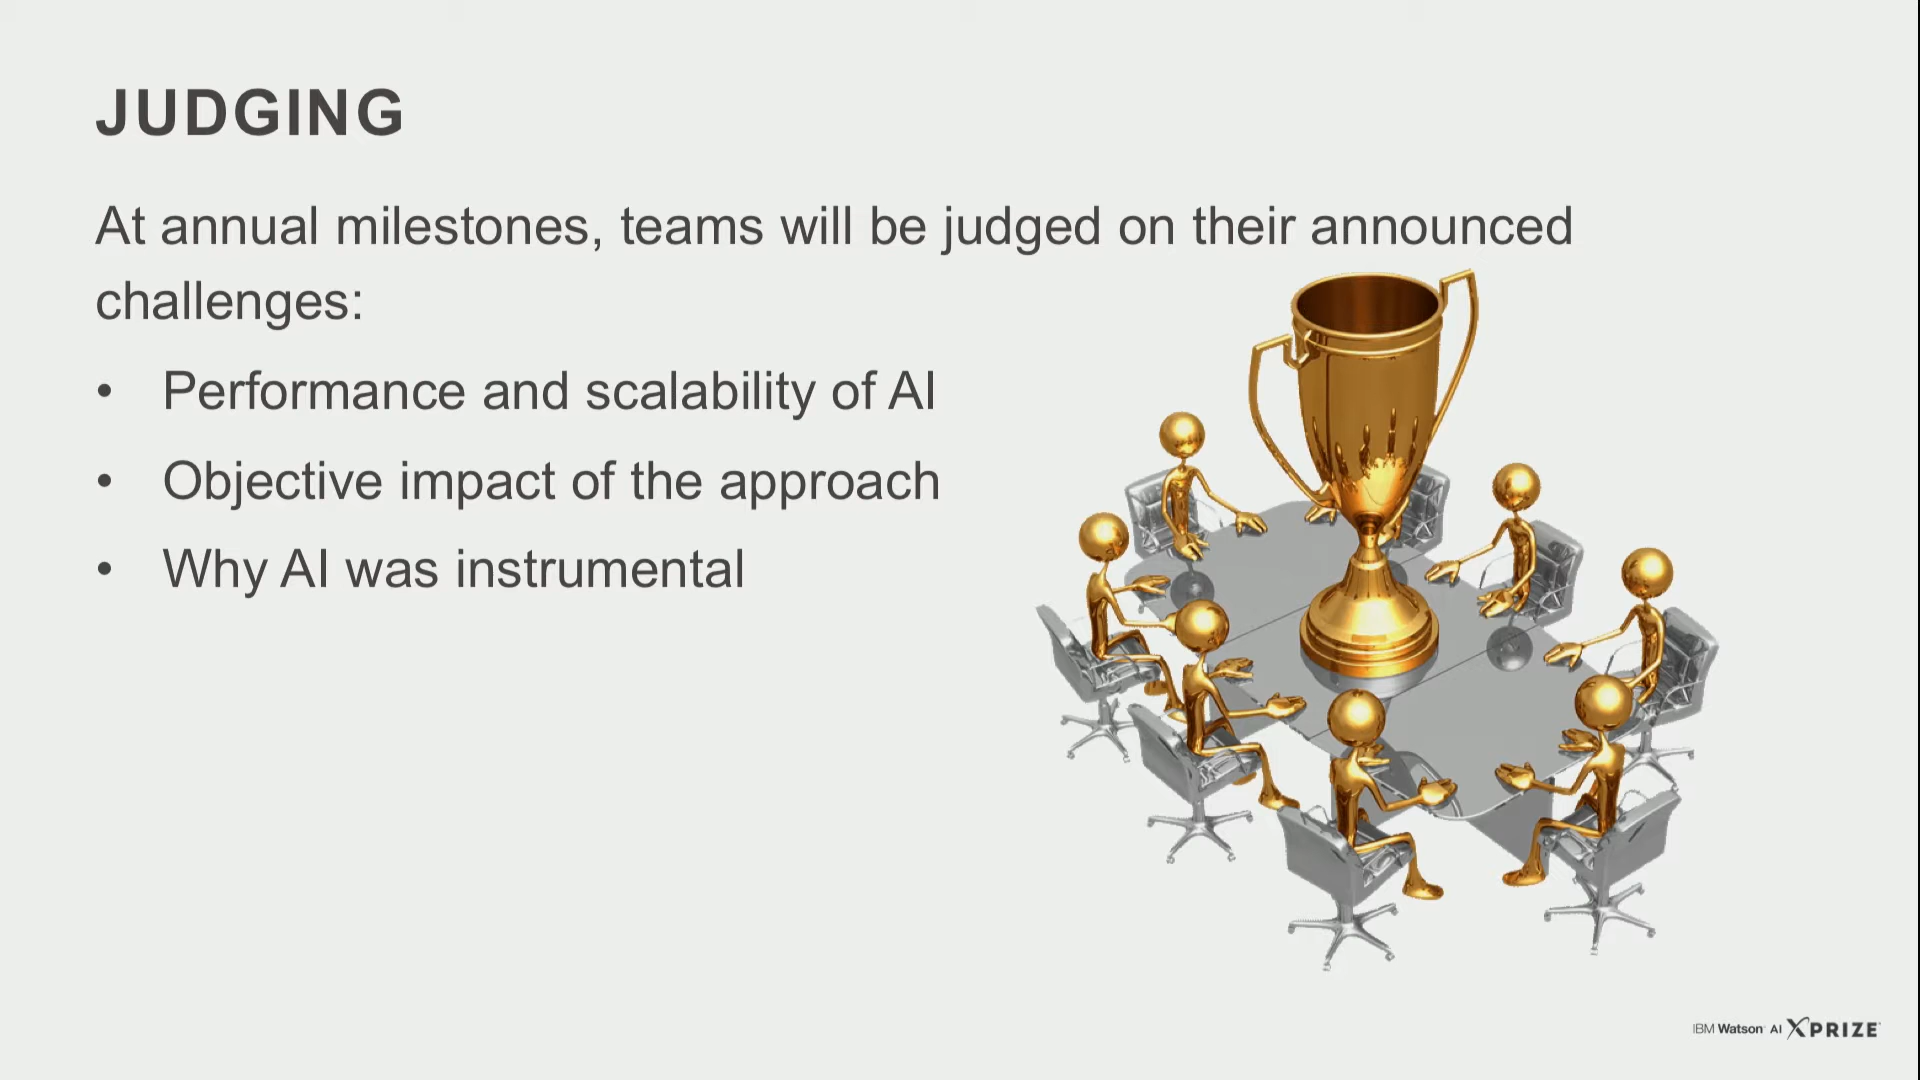 JUDGING
At annual milestones, teams will be judged on their announced
challenges:
• Performance and scalability of AI
• Objective impact of the approach
• Why AI was instrumental
IBM Watson AI XPRIZE